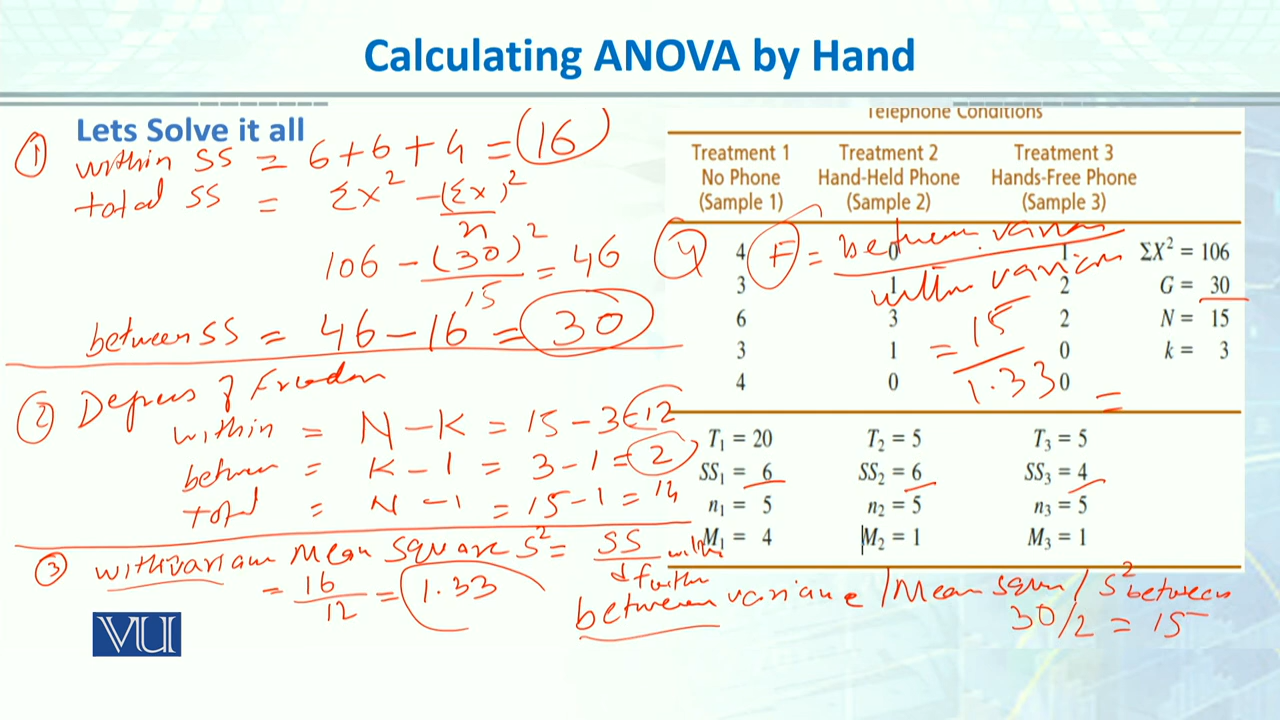 Calculating ANOVA by Hand
Lets Solve it all
① within SS = 6+6+4 = 16
total SS = Σx² - (Σx)²/n
106 - (30)²/15 = 46
between SS = 46 - 16 = 30
② Degrees of Freedom
within = N - K = 15 - 3 = 12
between = K - 1 = 3 - 1 = 2
total = N - 1 = 15 - 1 = 14
③ within varian Mean square S² = SS within / df within
= 16/12 = 1.33
between variance / Mean squar / S² between
30/2 = 15
④ F = between varian / within varian
= 15/1.33 =
Telephone Conditions
Treatment 1 Treatment 2 Treatment 3
No Phone Hand-Held Phone Hands-Free Phone
(Sample 1) (Sample 2) (Sample 3)
4 0 1 ΣX² = 106
3 1 2 G = 30
6 3 2 N = 15
3 1 0 k = 3
4 0 0
T₁ = 20 T₂ = 5 T₃ = 5
SS₁ = 6 SS₂ = 6 SS₃ = 4
n₁ = 5 n₂ = 5 n₃ = 5
M₁ = 4 M₂ = 1 M₃ = 1
VU